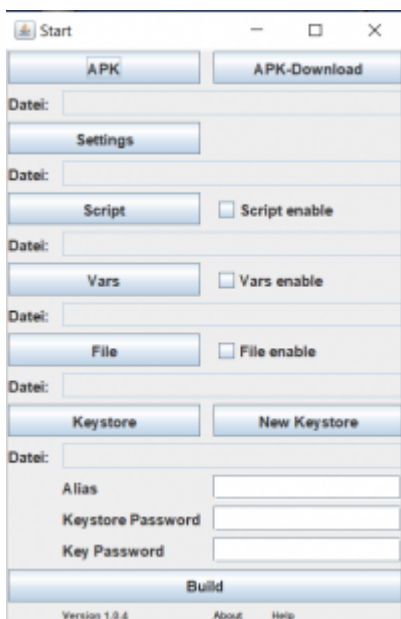 Start
APK APK-Download
Datei:
Settings
Datei:
Script Script enable
Datei:
Vars Vars enable
Datei:
File File enable
Datei:
Keystore New Keystore
Datei:
Alias
Keystore Password
Key Password
Build
Version 1.0.4 About Help